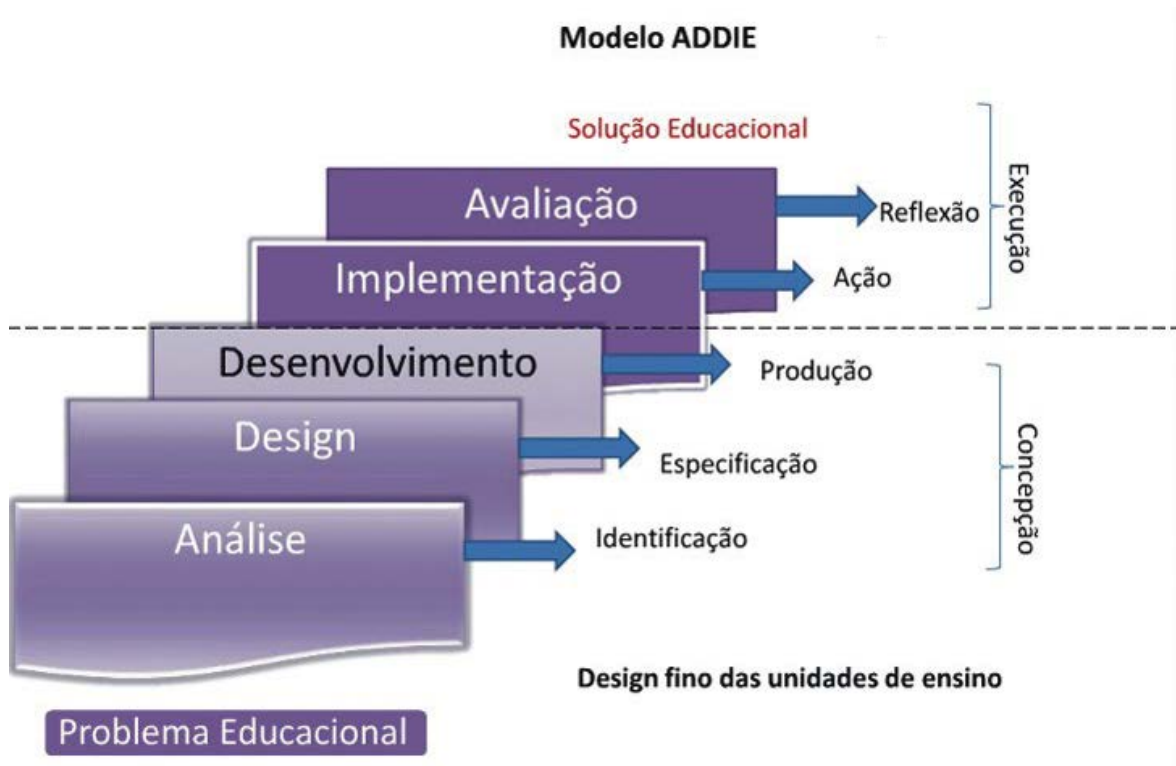 Modelo ADDIE
Solução Educacional
Avaliação
Reflexão
Execução
Implementação
Ação
Desenvolvimento
Produção
Design
Especificação
Concepção
Análise
Identificação
Design fino das unidades de ensino
Problema Educacional